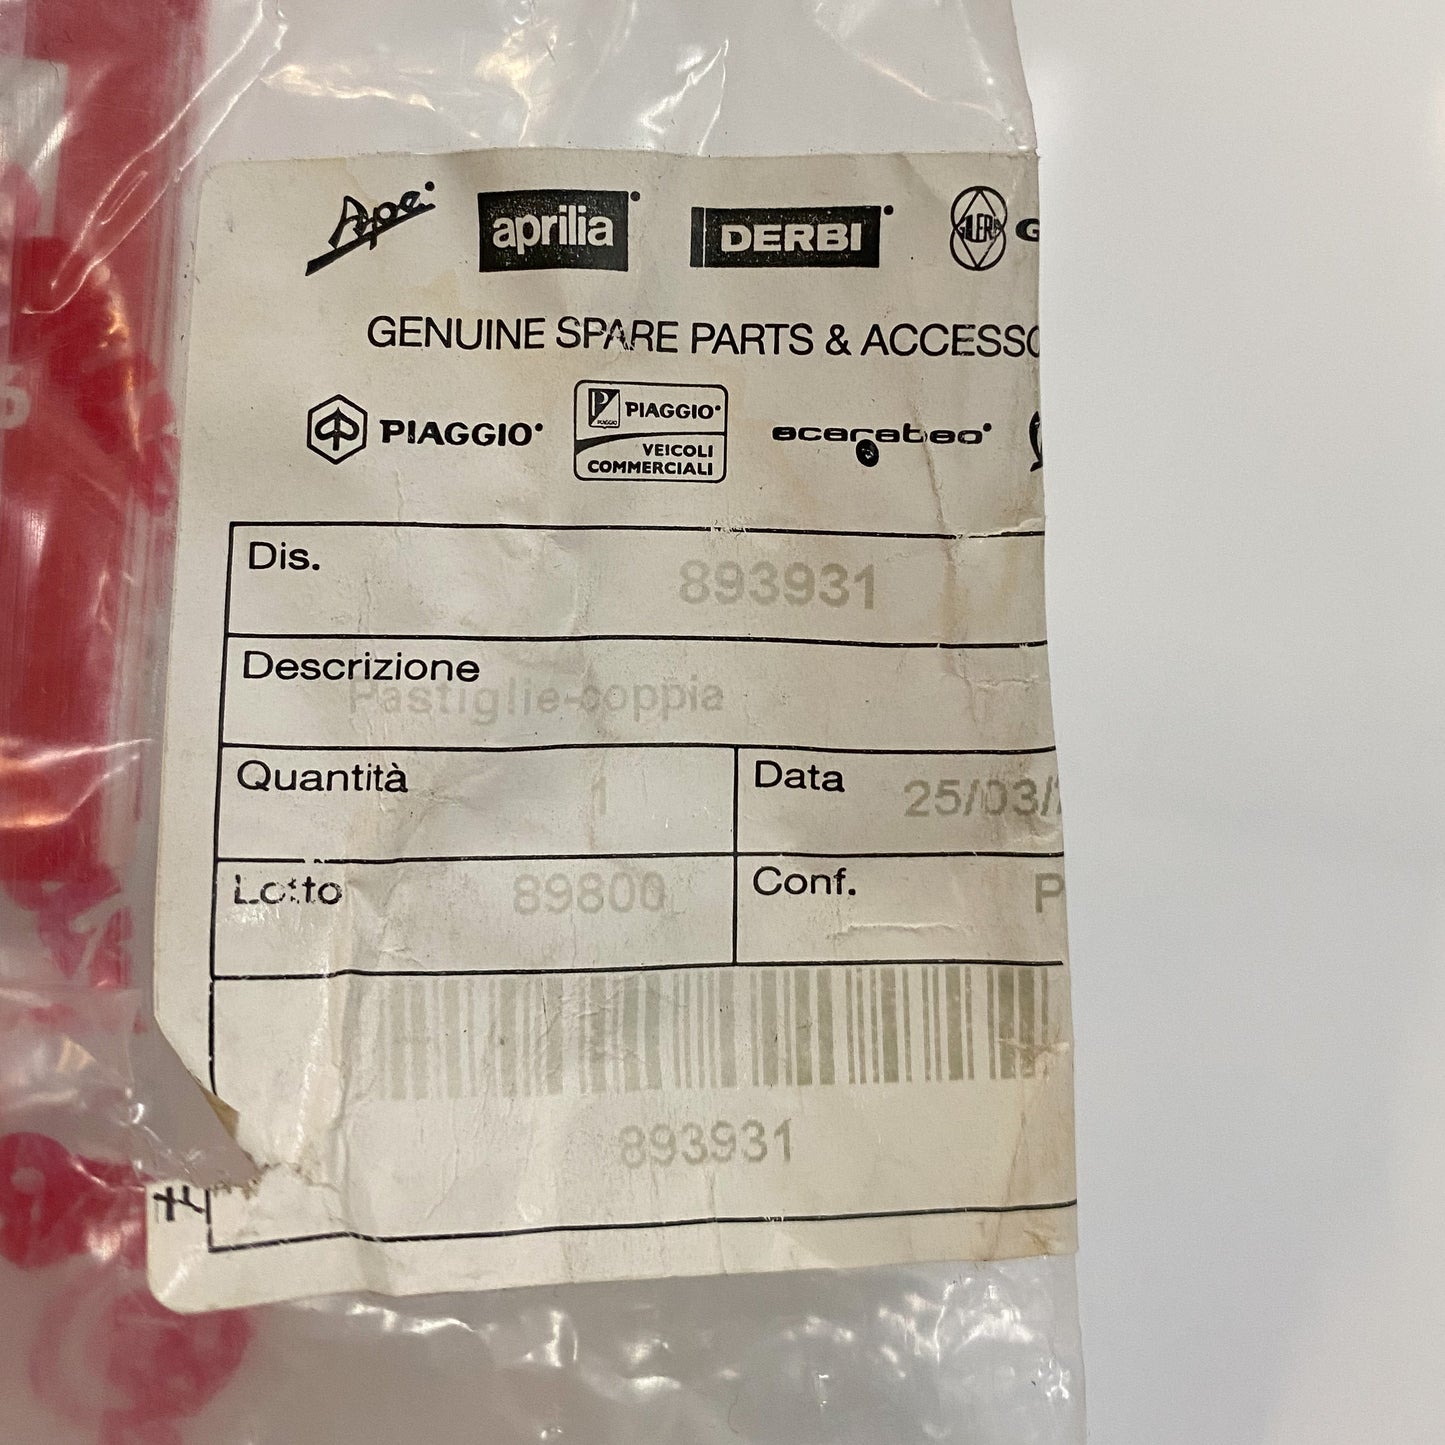 Ape
aprilia
DERBI
GILERA G
GENUINE SPARE PARTS & ACCESSO
PIAGGIO
PIAGGIO
VEICOLI
COMMERCIALI
scarabeo
Dis.
893931
Descrizione
Pastiglie-coppia
Quantità
1
Data
25/03/
Lotto
89800
Conf.
P
893931